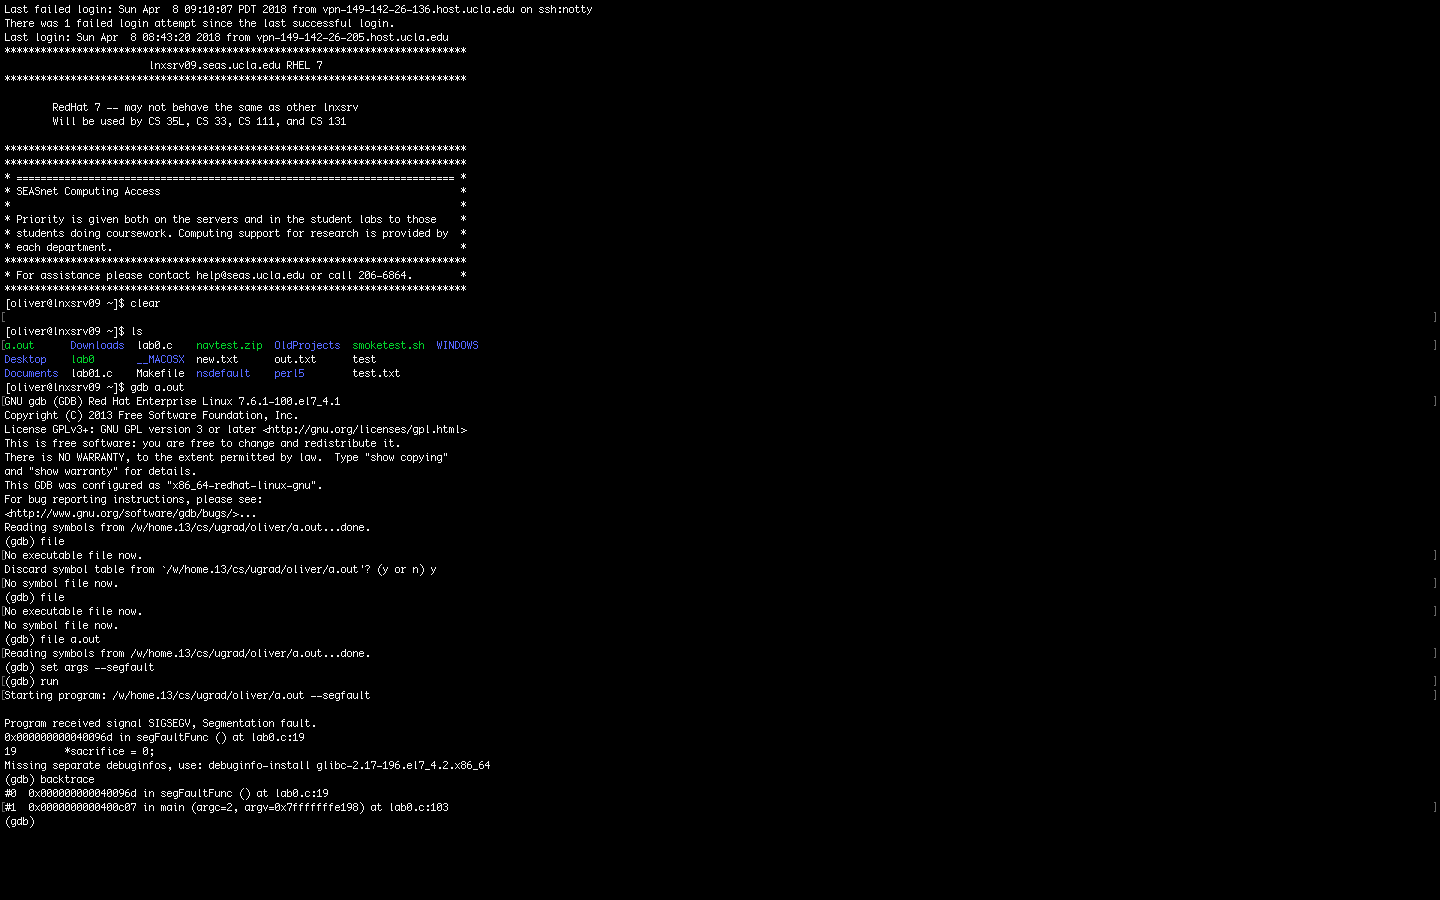 Last failed login: Sun Apr  8 09:10:07 PDT 2018 from vpn-149-142-26-136.host.ucla.edu on ssh:notty
There was 1 failed login attempt since the last successful login.
Last login: Sun Apr  8 08:43:20 2018 from vpn-149-142-26-205.host.ucla.edu
*****************************************************************************
                        lnxsrv09.seas.ucla.edu RHEL 7
*****************************************************************************

        RedHat 7 -- may not behave the same as other lnxsrv
        Will be used by CS 35L, CS 33, CS 111, and CS 131

*****************************************************************************
*****************************************************************************
* ========================================================================= *
* SEASnet Computing Access                                                  *
*                                                                           *
* Priority is given both on the servers and in the student labs to those    *
* students doing coursework. Computing support for research is provided by  *
* each department.                                                          *
*****************************************************************************
* For assistance please contact help@seas.ucla.edu or call 206-6864.        *
*****************************************************************************
[oliver@lnxsrv09 ~]$ clear
[ ]
[oliver@lnxsrv09 ~]$ ls
[a.out      Downloads  lab0.c    navtest.zip  OldProjects  smoketest.sh  WINDOWS ]
Desktop    lab0       __MACOSX  new.txt      out.txt      test
Documents  lab01.c    Makefile  nsdefault    perl5        test.txt
[oliver@lnxsrv09 ~]$ gdb a.out
[GNU gdb (GDB) Red Hat Enterprise Linux 7.6.1-100.el7_4.1 ]
Copyright (C) 2013 Free Software Foundation, Inc.
License GPLv3+: GNU GPL version 3 or later <http://gnu.org/licenses/gpl.html>
This is free software: you are free to change and redistribute it.
There is NO WARRANTY, to the extent permitted by law.  Type "show copying"
and "show warranty" for details.
This GDB was configured as "x86_64-redhat-linux-gnu".
For bug reporting instructions, please see:
<http://www.gnu.org/software/gdb/bugs/>...
Reading symbols from /w/home.13/cs/ugrad/oliver/a.out...done.
(gdb) file
[No executable file now. ]
Discard symbol table from `/w/home.13/cs/ugrad/oliver/a.out'? (y or n) y
[No symbol file now. ]
(gdb) file
[No executable file now. ]
No symbol file now.
(gdb) file a.out
[Reading symbols from /w/home.13/cs/ugrad/oliver/a.out...done. ]
(gdb) set args --segfault
[(gdb) run ]
[Starting program: /w/home.13/cs/ugrad/oliver/a.out --segfault ]

Program received signal SIGSEGV, Segmentation fault.
0x000000000040096d in segFaultFunc () at lab0.c:19
19        *sacrifice = 0;
Missing separate debuginfos, use: debuginfo-install glibc-2.17-196.el7_4.2.x86_64
(gdb) backtrace
#0  0x000000000040096d in segFaultFunc () at lab0.c:19
[#1  0x0000000000400c07 in main (argc=2, argv=0x7fffffffe198) at lab0.c:103 ]
(gdb)